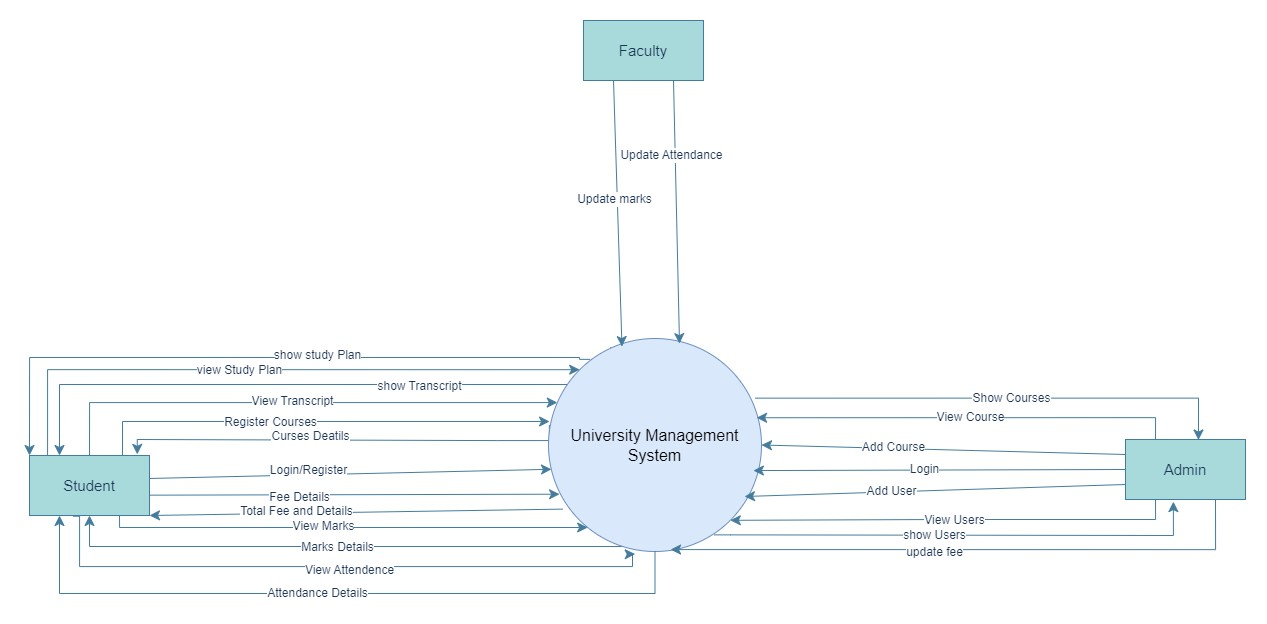 Faculty
Update Attendance
Update marks
show study Plan
view Study Plan
show Transcript
View Transcript
Register Courses
Curses Deatils
Login/Register
Fee Details
Total Fee and Details
View Marks
Marks Details
View Attendence
Attendance Details
Student
University Management
System
Show Courses
View Course
Add Course
Login
Add User
View Users
show Users
update fee
Admin